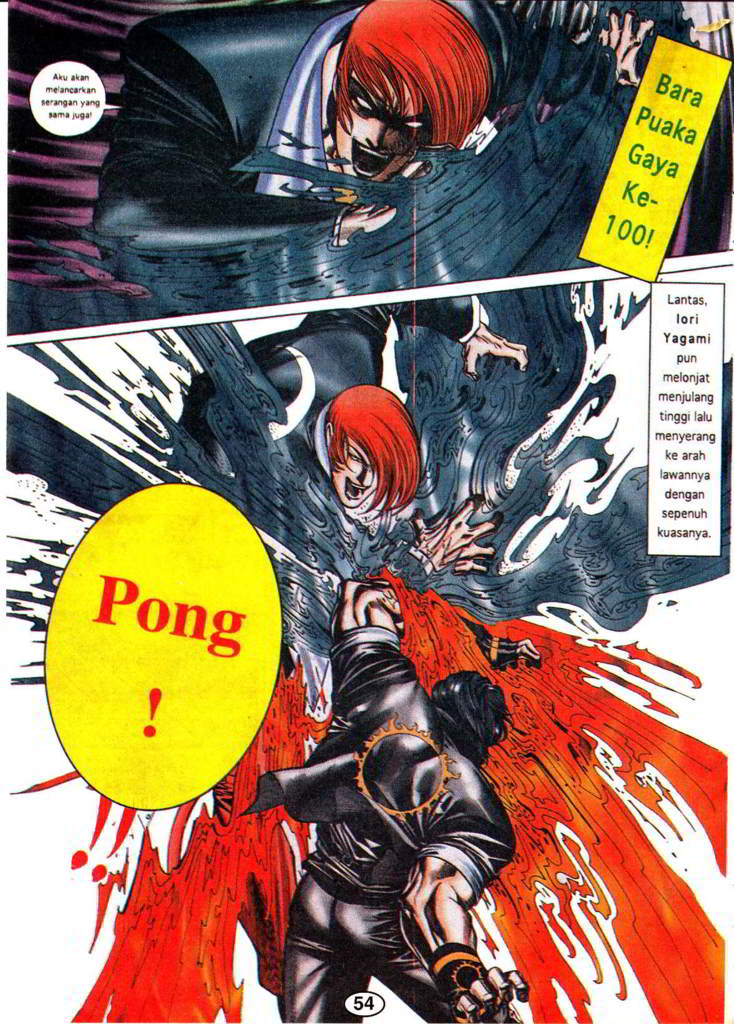 Aku akan
melancarkan
serangan yang
sama juga!
Bara
Puaka
Gaya
Ke-
100!
Lantas,
Iori
Yagami
pun
melonjat
menjulang
tinggi lalu
menyerang
ke arah
lawannya
dengan
sepenuh
kuasanya.
Pong
!
!!
54